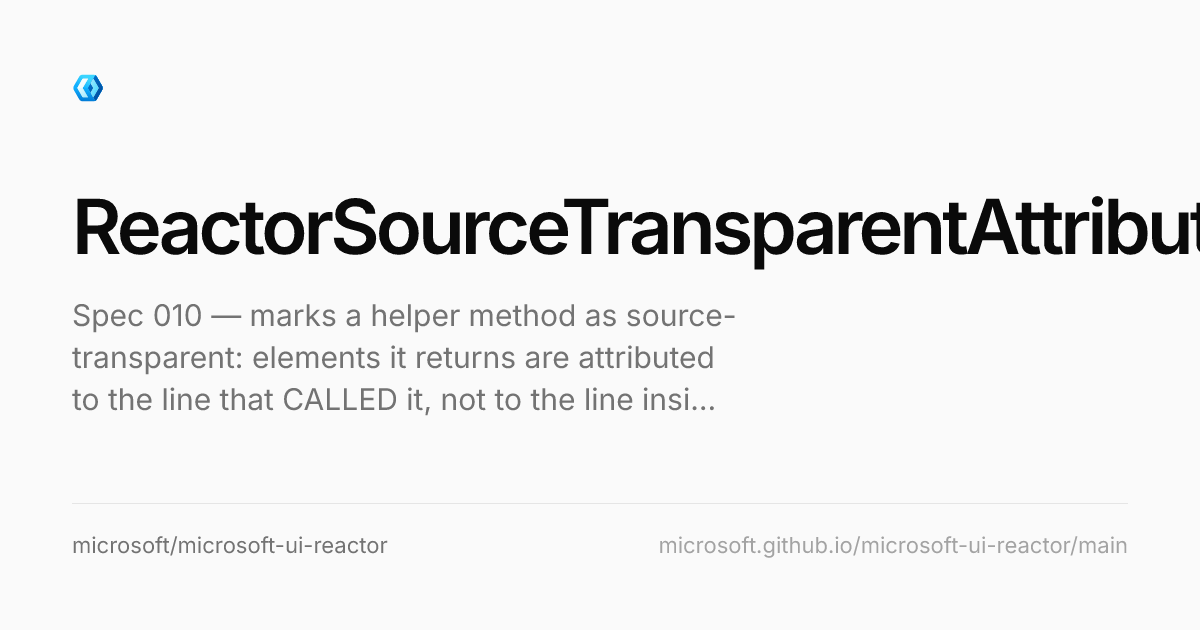 ReactorSourceTransparentAttribut
Spec 010 — marks a helper method as source-
transparent: elements it returns are attributed
to the line that CALLED it, not to the line insi...
microsoft/microsoft-ui-reactor
microsoft.github.io/microsoft-ui-reactor/main